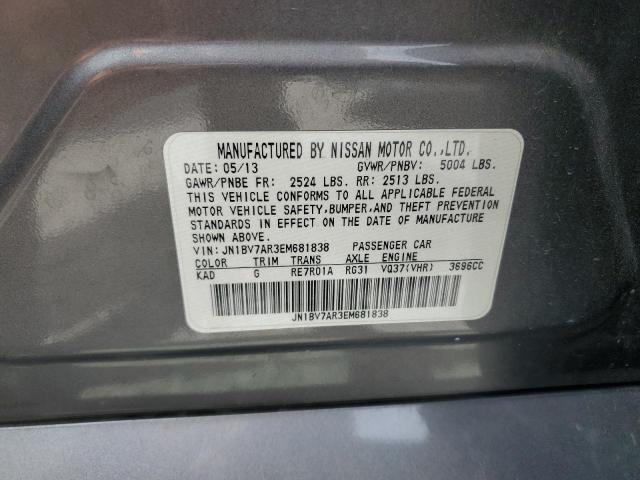 MANUFACTURED BY NISSAN MOTOR CO.,LTD.
DATE: 05/13 GVWR/PNBV: 5004 LBS.
GAWR/PNBE FR: 2524 LBS. RR: 2513 LBS.
THIS VEHICLE CONFORMS TO ALL APPLICABLE FEDERAL
MOTOR VEHICLE SAFETY,BUMPER,AND THEFT PREVENTION
STANDARDS IN EFFECT ON THE DATE OF MANUFACTURE
SHOWN ABOVE.
VIN: JN1BV7AR3EM681838 PASSENGER CAR
COLOR TRIM TRANS AXLE ENGINE
KAD G RE7R01A RG31 VQ37(VHR) 3696CC
JN1BV7AR3EM681838